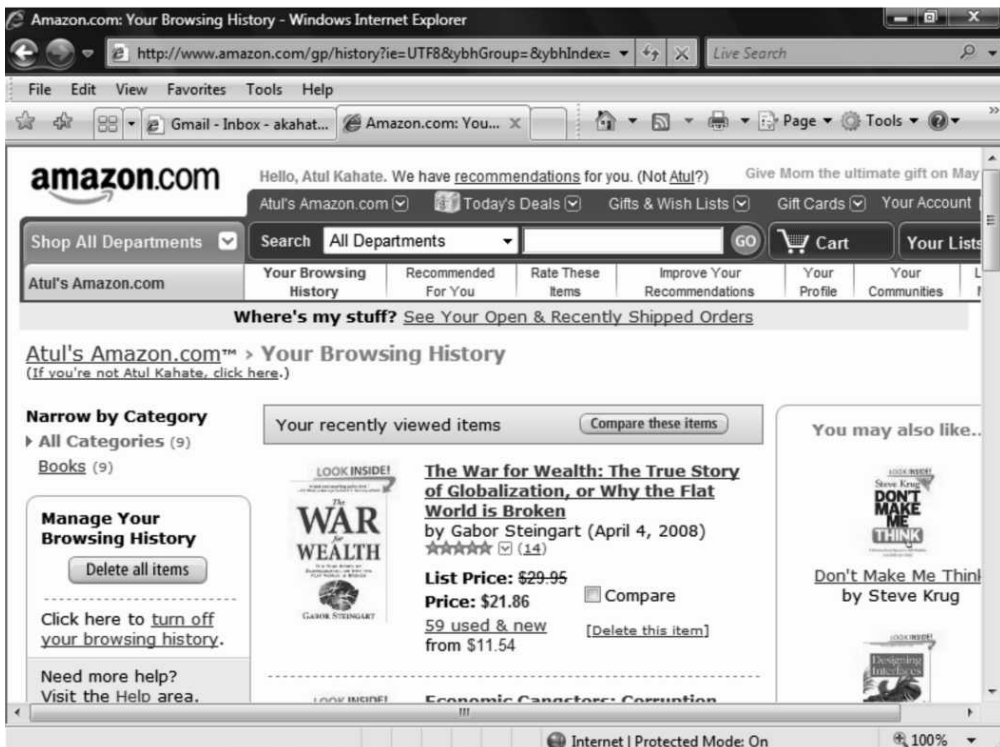 Amazon.com: Your Browsing History - Windows Internet Explorer
http://www.amazon.com/gp/history?ie=UTF8&ybhGroup=&ybhIndex=
Live Search
File Edit View Favorites Tools Help
Gmail - Inbox - akahat... Amazon.com: You... Page Tools
amazon.com
Hello, Atul Kahate. We have recommendations for you. (Not Atul?) Give Mom the ultimate gift on May
Atul's Amazon.com Today's Deals Gifts & Wish Lists Gift Cards Your Account
Shop All Departments Search All Departments GO Cart Your Lists
Atul's Amazon.com
Your Browsing History
Recommended For You
Rate These Items
Improve Your Recommendations
Your Profile
Your Communities
Where's my stuff? See Your Open & Recently Shipped Orders
Atul's Amazon.com™ > Your Browsing History
(If you're not Atul Kahate, click here.)
Narrow by Category
All Categories (9)
Books (9)
Manage Your
Browsing History
Delete all items
Click here to turn off
your browsing history.
Need more help?
Visit the Help area.
Your recently viewed items Compare these items
LOOK INSIDE!
The
WAR
for
WEALTH
GABOR STEINGART
The War for Wealth: The True Story
of Globalization, or Why the Flat
World is Broken
by Gabor Steingart (April 4, 2008)
(14)
List Price: $29.95
Price: $21.86
Compare
59 used & new
from $11.54
[Delete this item]
LOOK INSIDE!
Economic Gangsters: Corruption
You may also like..
LOOK INSIDE!
Steve Krug
DON'T
MAKE
ME
THINK
Don't Make Me Think
by Steve Krug
LOOK INSIDE!
Designing
Interfaces
Internet | Protected Mode: On
100%